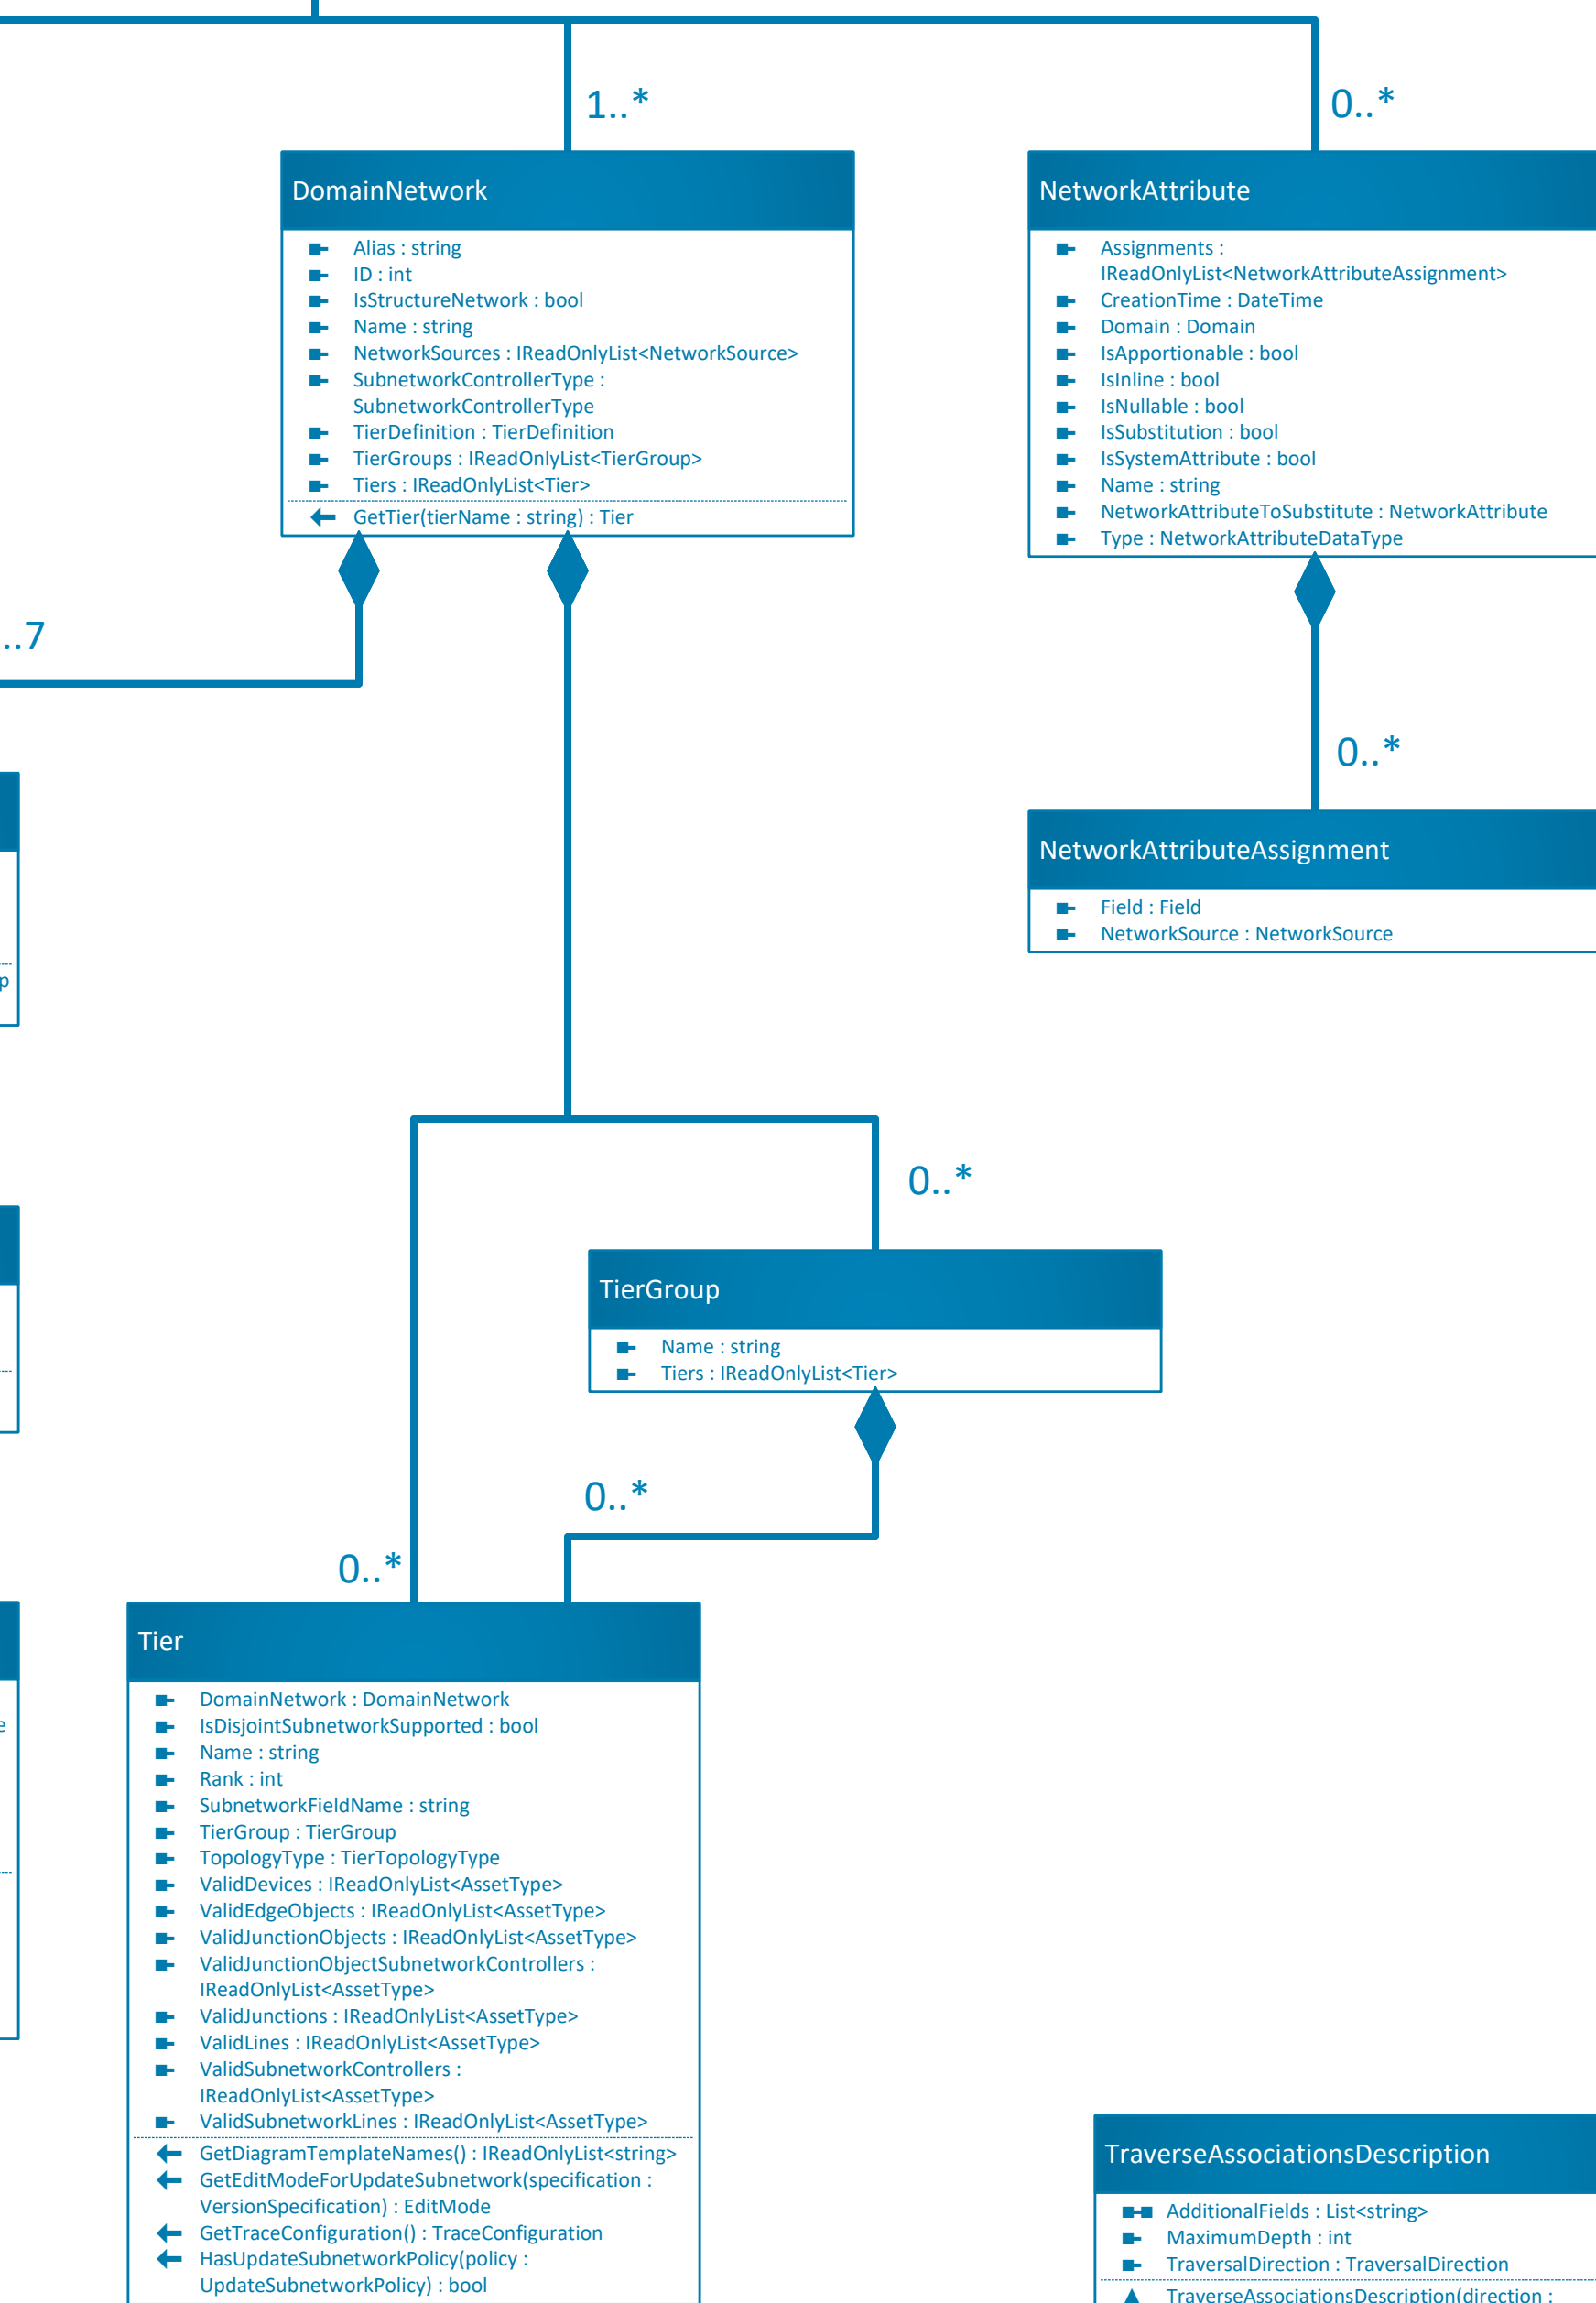 1..*
0..*
DomainNetwork
Alias : string
ID : int
IsStructureNetwork : bool
Name : string
NetworkSources : IReadOnlyList<NetworkSource>
SubnetworkControllerType :
SubnetworkControllerType
TierDefinition : TierDefinition
TierGroups : IReadOnlyList<TierGroup>
Tiers : IReadOnlyList<Tier>
GetTier(tierName : string) : Tier
NetworkAttribute
Assignments :
IReadOnlyList<NetworkAttributeAssignment>
CreationTime : DateTime
Domain : Domain
IsApportionable : bool
IsInline : bool
IsNullable : bool
IsSubstitution : bool
IsSystemAttribute : bool
Name : string
NetworkAttributeToSubstitute : NetworkAttribute
Type : NetworkAttributeDataType
..7
0..*
NetworkAttributeAssignment
Field : Field
NetworkSource : NetworkSource
p
0..*
TierGroup
Name : string
Tiers : IReadOnlyList<Tier>
0..*
0..*
Tier
DomainNetwork : DomainNetwork
IsDisjointSubnetworkSupported : bool
Name : string
Rank : int
SubnetworkFieldName : string
TierGroup : TierGroup
TopologyType : TierTopologyType
ValidDevices : IReadOnlyList<AssetType>
ValidEdgeObjects : IReadOnlyList<AssetType>
ValidJunctionObjects : IReadOnlyList<AssetType>
ValidJunctionObjectSubnetworkControllers :
IReadOnlyList<AssetType>
ValidJunctions : IReadOnlyList<AssetType>
ValidLines : IReadOnlyList<AssetType>
ValidSubnetworkControllers :
IReadOnlyList<AssetType>
ValidSubnetworkLines : IReadOnlyList<AssetType>
GetDiagramTemplateNames() : IReadOnlyList<string>
GetEditModeForUpdateSubnetwork(specification :
VersionSpecification) : EditMode
GetTraceConfiguration() : TraceConfiguration
HasUpdateSubnetworkPolicy(policy :
UpdateSubnetworkPolicy) : bool
e
TraverseAssociationsDescription
AdditionalFields : List<string>
MaximumDepth : int
TraversalDirection : TraversalDirection
TraverseAssociationsDescription(direction :